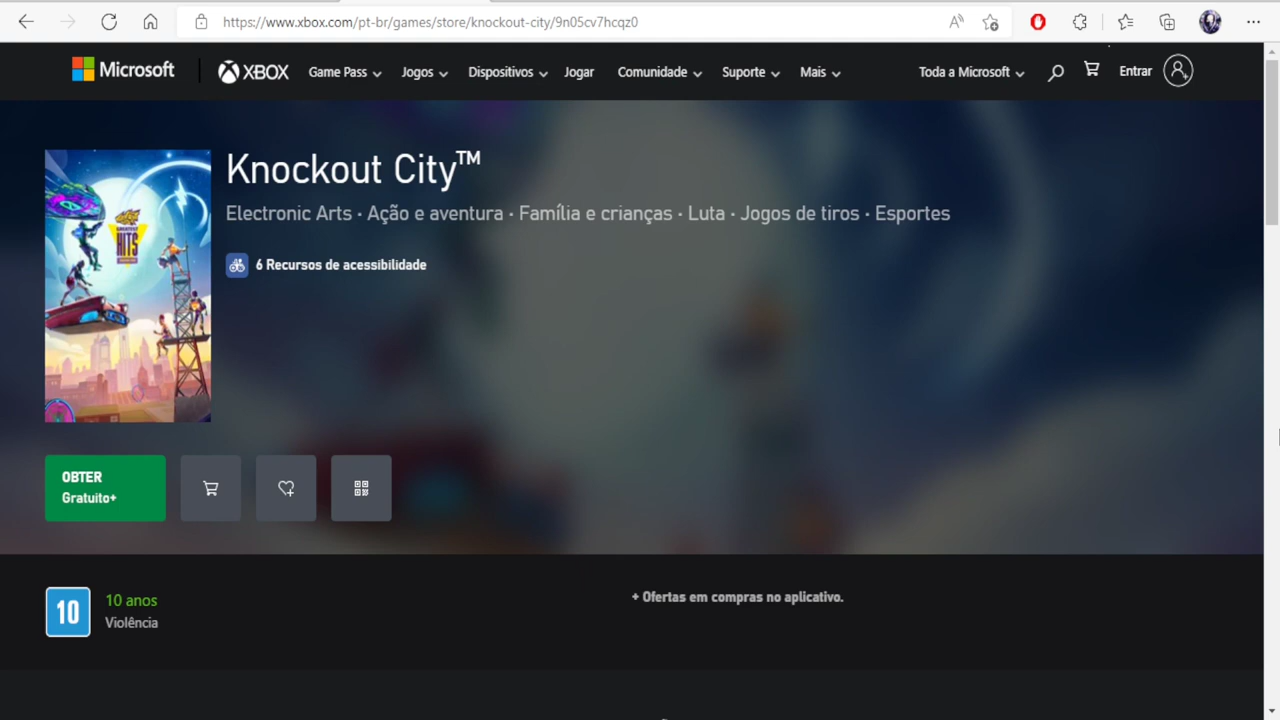 https://www.xbox.com/pt-br/games/store/knockout-city/9n05cv7hcqz0
Microsoft XBOX Game Pass Jogos Dispositivos Jogar Comunidade Suporte Mais Toda a Microsoft Entrar
Knockout City™
Electronic Arts · Ação e aventura · Família e crianças · Luta · Jogos de tiros · Esportes
6 Recursos de acessibilidade
HITS
OBTER
Gratuito+
10
10 anos
Violência
+ Ofertas em compras no aplicativo.